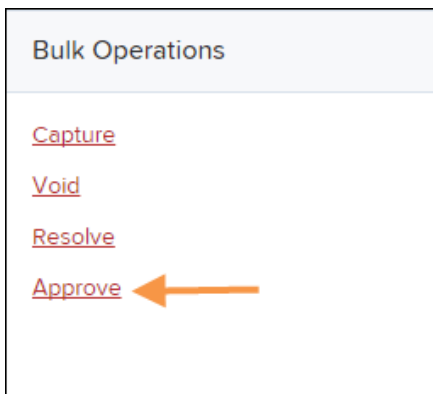 Bulk Operations
Capture
Void
Resolve
Approve